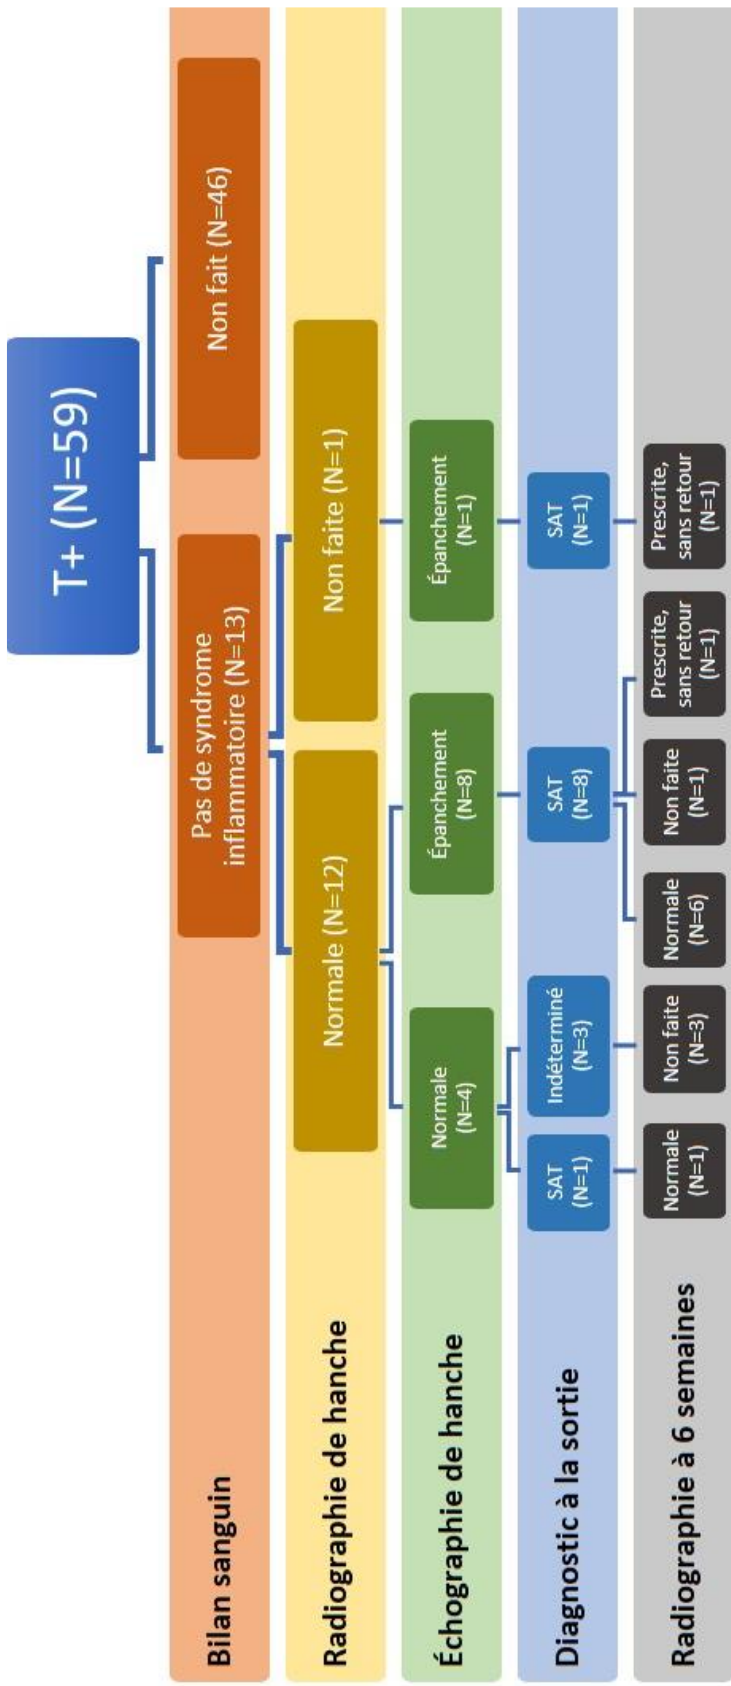 T+ (N=59)
Bilan sanguin
Pas de syndrome
inflammatoire (N=13)
Non fait (N=46)
Radiographie de hanche
Normale (N=12)
Non faite (N=1)
Échographie de hanche
Normale
(N=4)
Épanchement
(N=8)
Épanchement
(N=1)
Diagnostic à la sortie
SAT
(N=1)
Indéterminé
(N=3)
SAT
(N=8)
SAT
(N=1)
Radiographie à 6 semaines
Normale
(N=1)
Non faite
(N=3)
Normale
(N=6)
Non faite
(N=1)
Prescrite,
sans retour
(N=1)
Prescrite,
sans retour
(N=1)